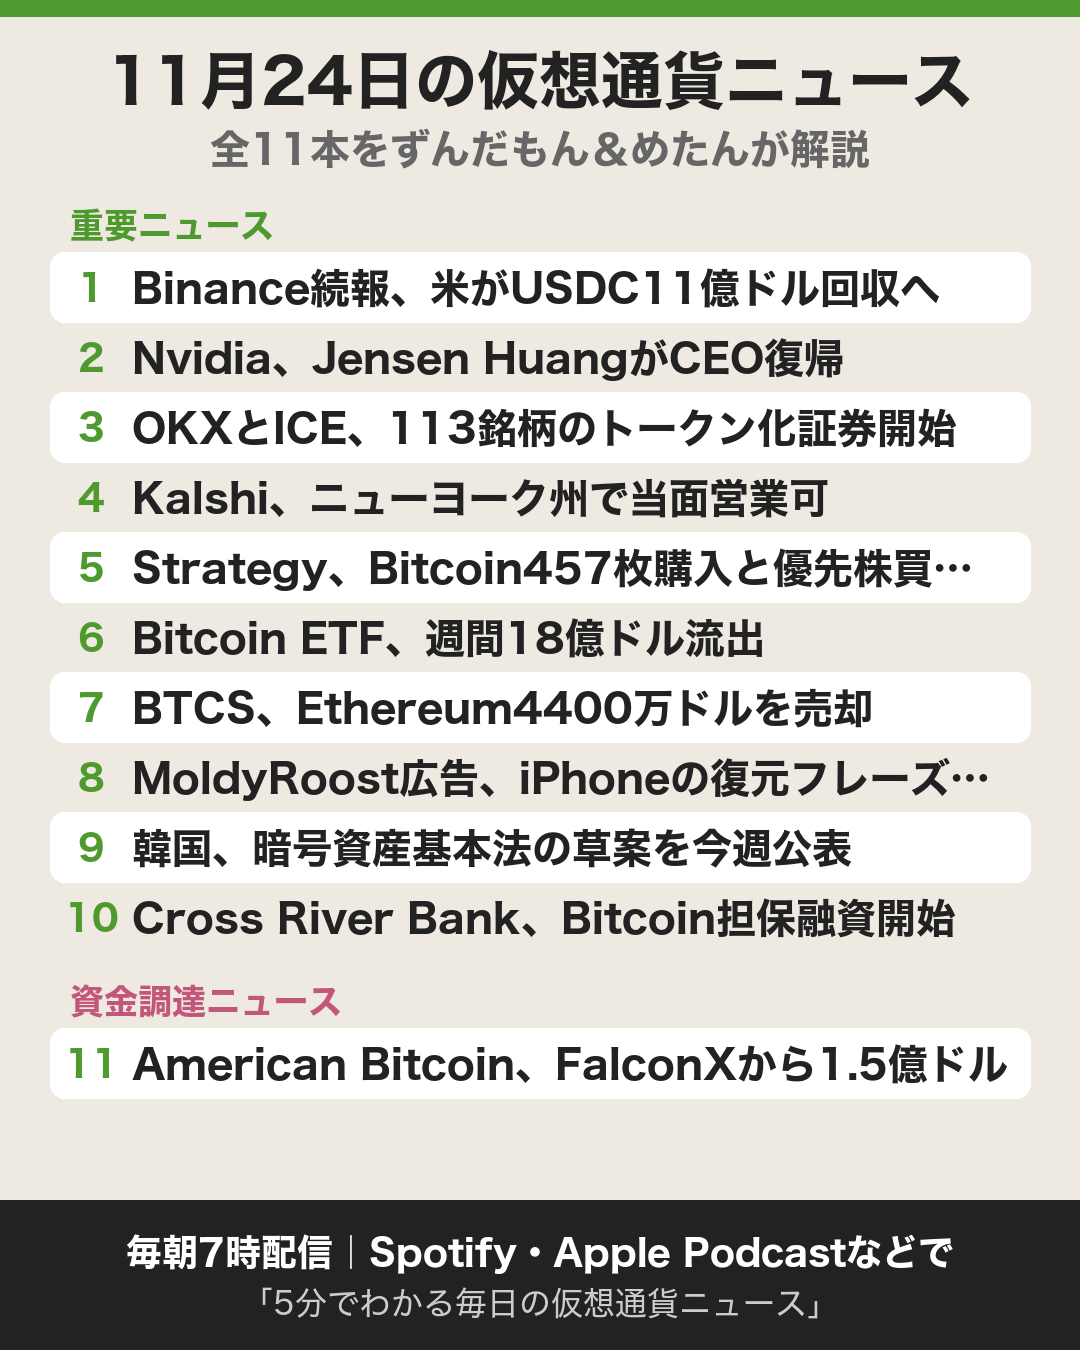 11月24日の仮想通貨ニュース
全11本をずんだもん&めたんが解説
重要ニュース
1 Binance続報、米がUSDC11億ドル回収へ
2 Nvidia、Jensen HuangがCEO復帰
3 OKXとICE、113銘柄のトークン化証券開始
4 Kalshi、ニューヨーク州で当面営業可
5 Strategy、Bitcoin457枚購入と優先株買…
6 Bitcoin ETF、週間18億ドル流出
7 BTCS、Ethereum4400万ドルを売却
8 MoldyRoost広告、iPhoneの復元フレーズ…
9 韓国、暗号資産基本法の草案を今週公表
10 Cross River Bank、Bitcoin担保融資開始
資金調達ニュース
11 American Bitcoin、FalconXから1.5億ドル
毎朝7時配信｜Spotify・Apple Podcastなどで
「5分でわかる毎日の仮想通貨ニュース」